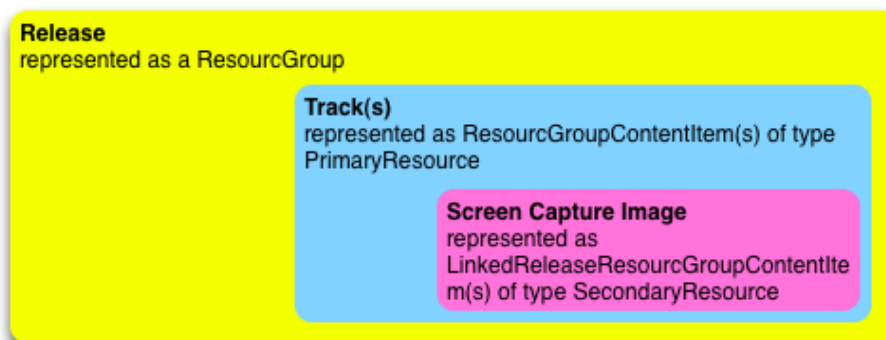 Release
represented as a ResourcGroup
Track(s)
represented as ResourcGroupContentItem(s) of type
PrimaryResource
Screen Capture Image
represented as
LinkedReleaseResourcGroupContentIte
m(s) of type SecondaryResource